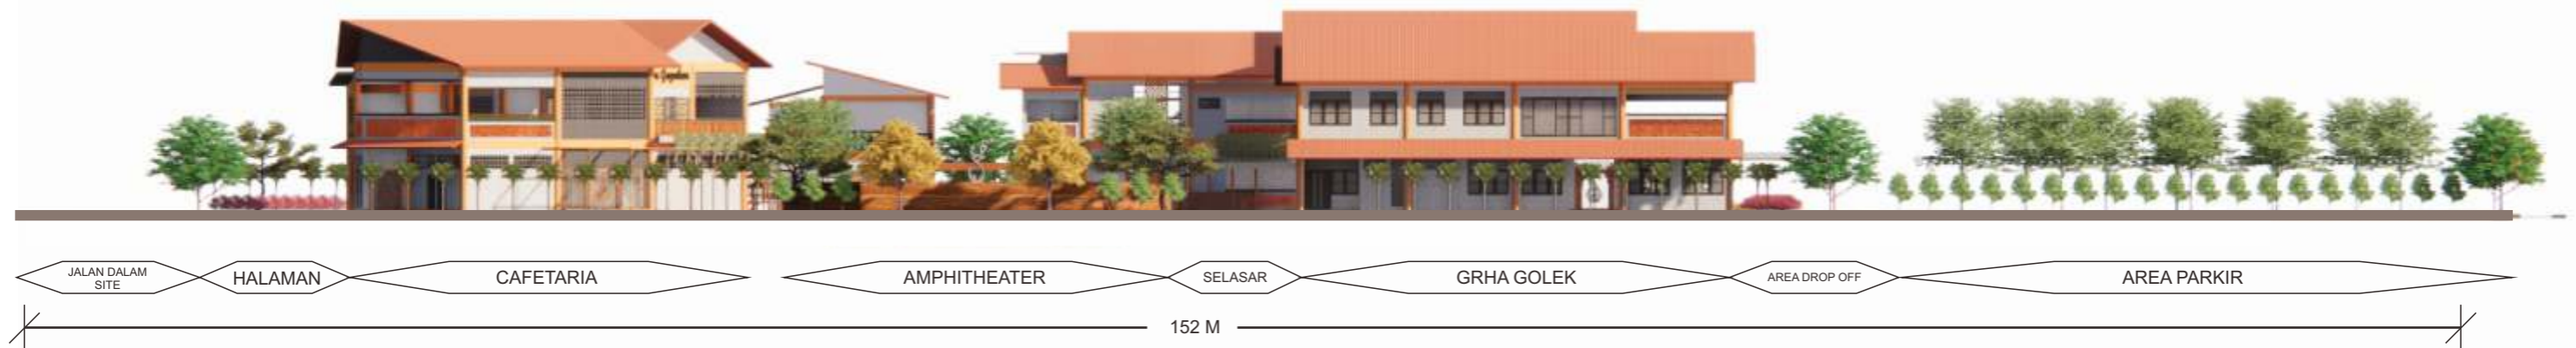 JALAN DALAM
SITE
HALAMAN
CAFETARIA
AMPHITHEATER
SELASAR
GRHA GOLEK
AREA DROP OFF
AREA PARKIR
152 M